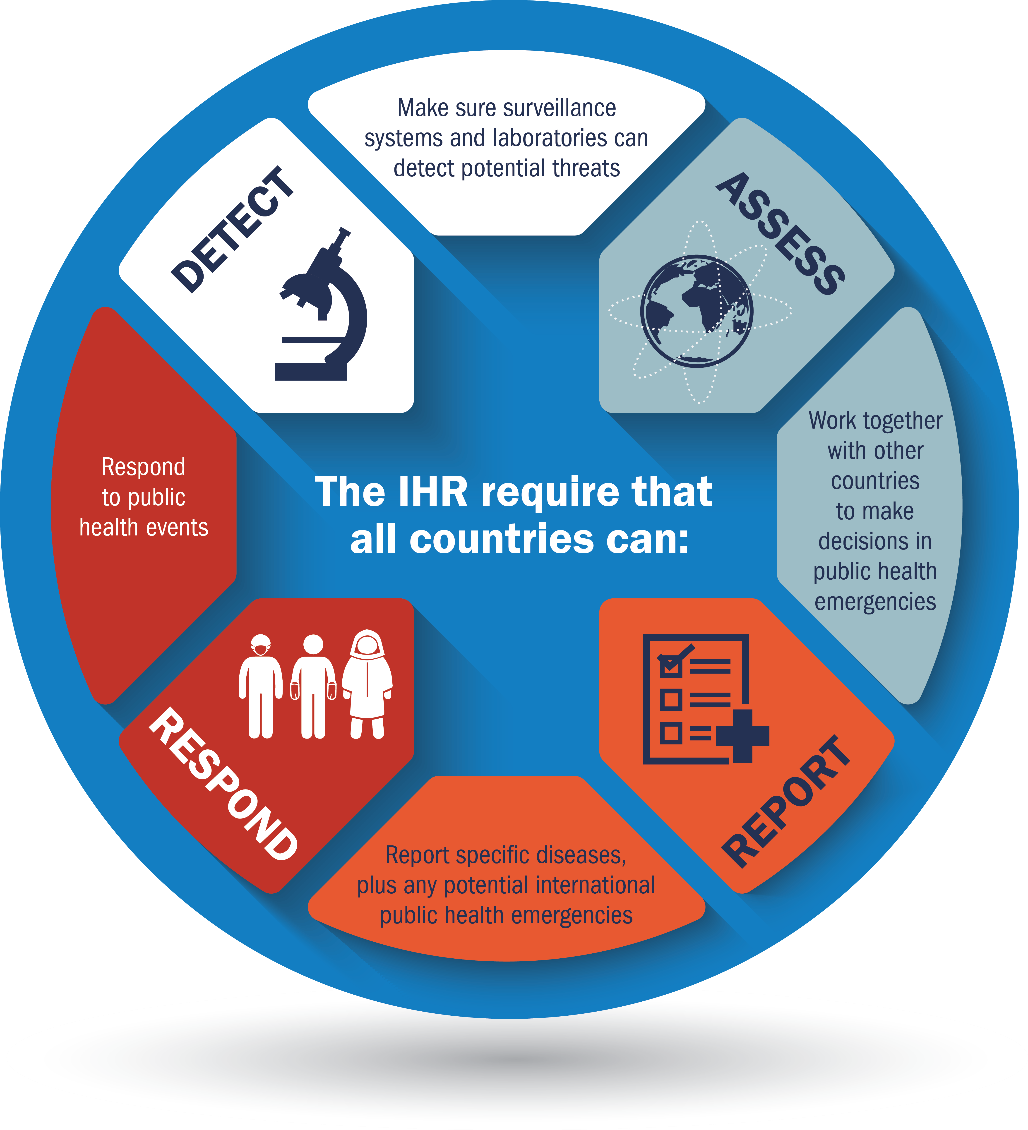 The IHR require that
all countries can:
DETECT
Make sure surveillance
systems and laboratories can
detect potential threats
ASSESS
Work together
with other
countries
to make
decisions in
public health
emergencies
REPORT
Report specific diseases,
plus any potential international
public health emergencies
RESPOND
Respond
to public
health events